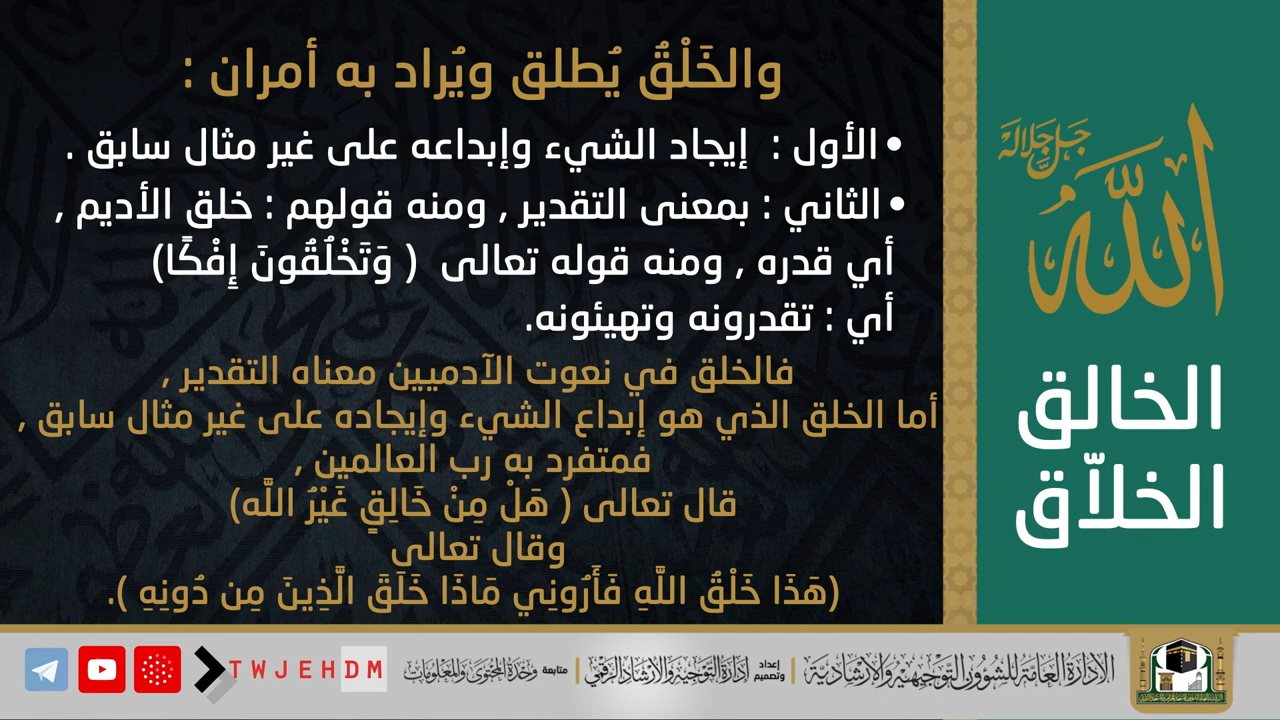 والخَلْقُ يُطلق ويُراد به أمران :
•الأول : إيجاد الشيء وإبداعه على غير مثال سابق .
•الثاني : بمعنى التقدير , ومنه قولهم : خلق الأديم ,
أي قدره , ومنه قوله تعالى ( وَتَخْلُقُونَ إِفْكًا)
أي : تقدرونه وتهيئونه.
فالخلق في نعوت الآدميين معناه التقدير ,
أما الخلق الذي هو إبداع الشيء وإيجاده على غير مثال سابق ,
فمتفرد به رب العالمين ,
قال تعالى ( هَلْ مِنْ خَالِقٍ غَيْرُ اللَّه)
وقال تعالى
(هَذَا خَلْقُ اللَّهِ فَأَرُونِي مَاذَا خَلَقَ الَّذِينَ مِن دُونِهِ ).
الله
جل جلاله
الخالق
الخلاّق
الإدارة العامة للشؤون التوجيهية والإرشادية
إعداد وتصميم
إدارة التوجيه والإرشاد الرقمي
متابعة
وحدة المحتوى والمعلومات
TWJEHDM